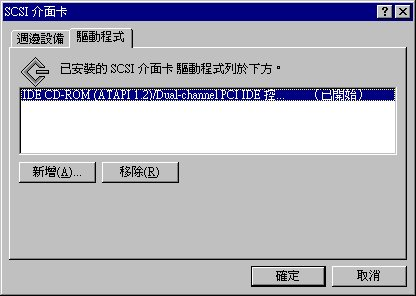 SCSI 介面卡
週邊設備
驅動程式
已安裝的 SCSI 介面卡 驅動程式列於下方。
IDE CD-ROM (ATAPI 1.2)/Dual-channel PCI IDE 控... （已開始）
新增(A)...
移除(R)
確定
取消